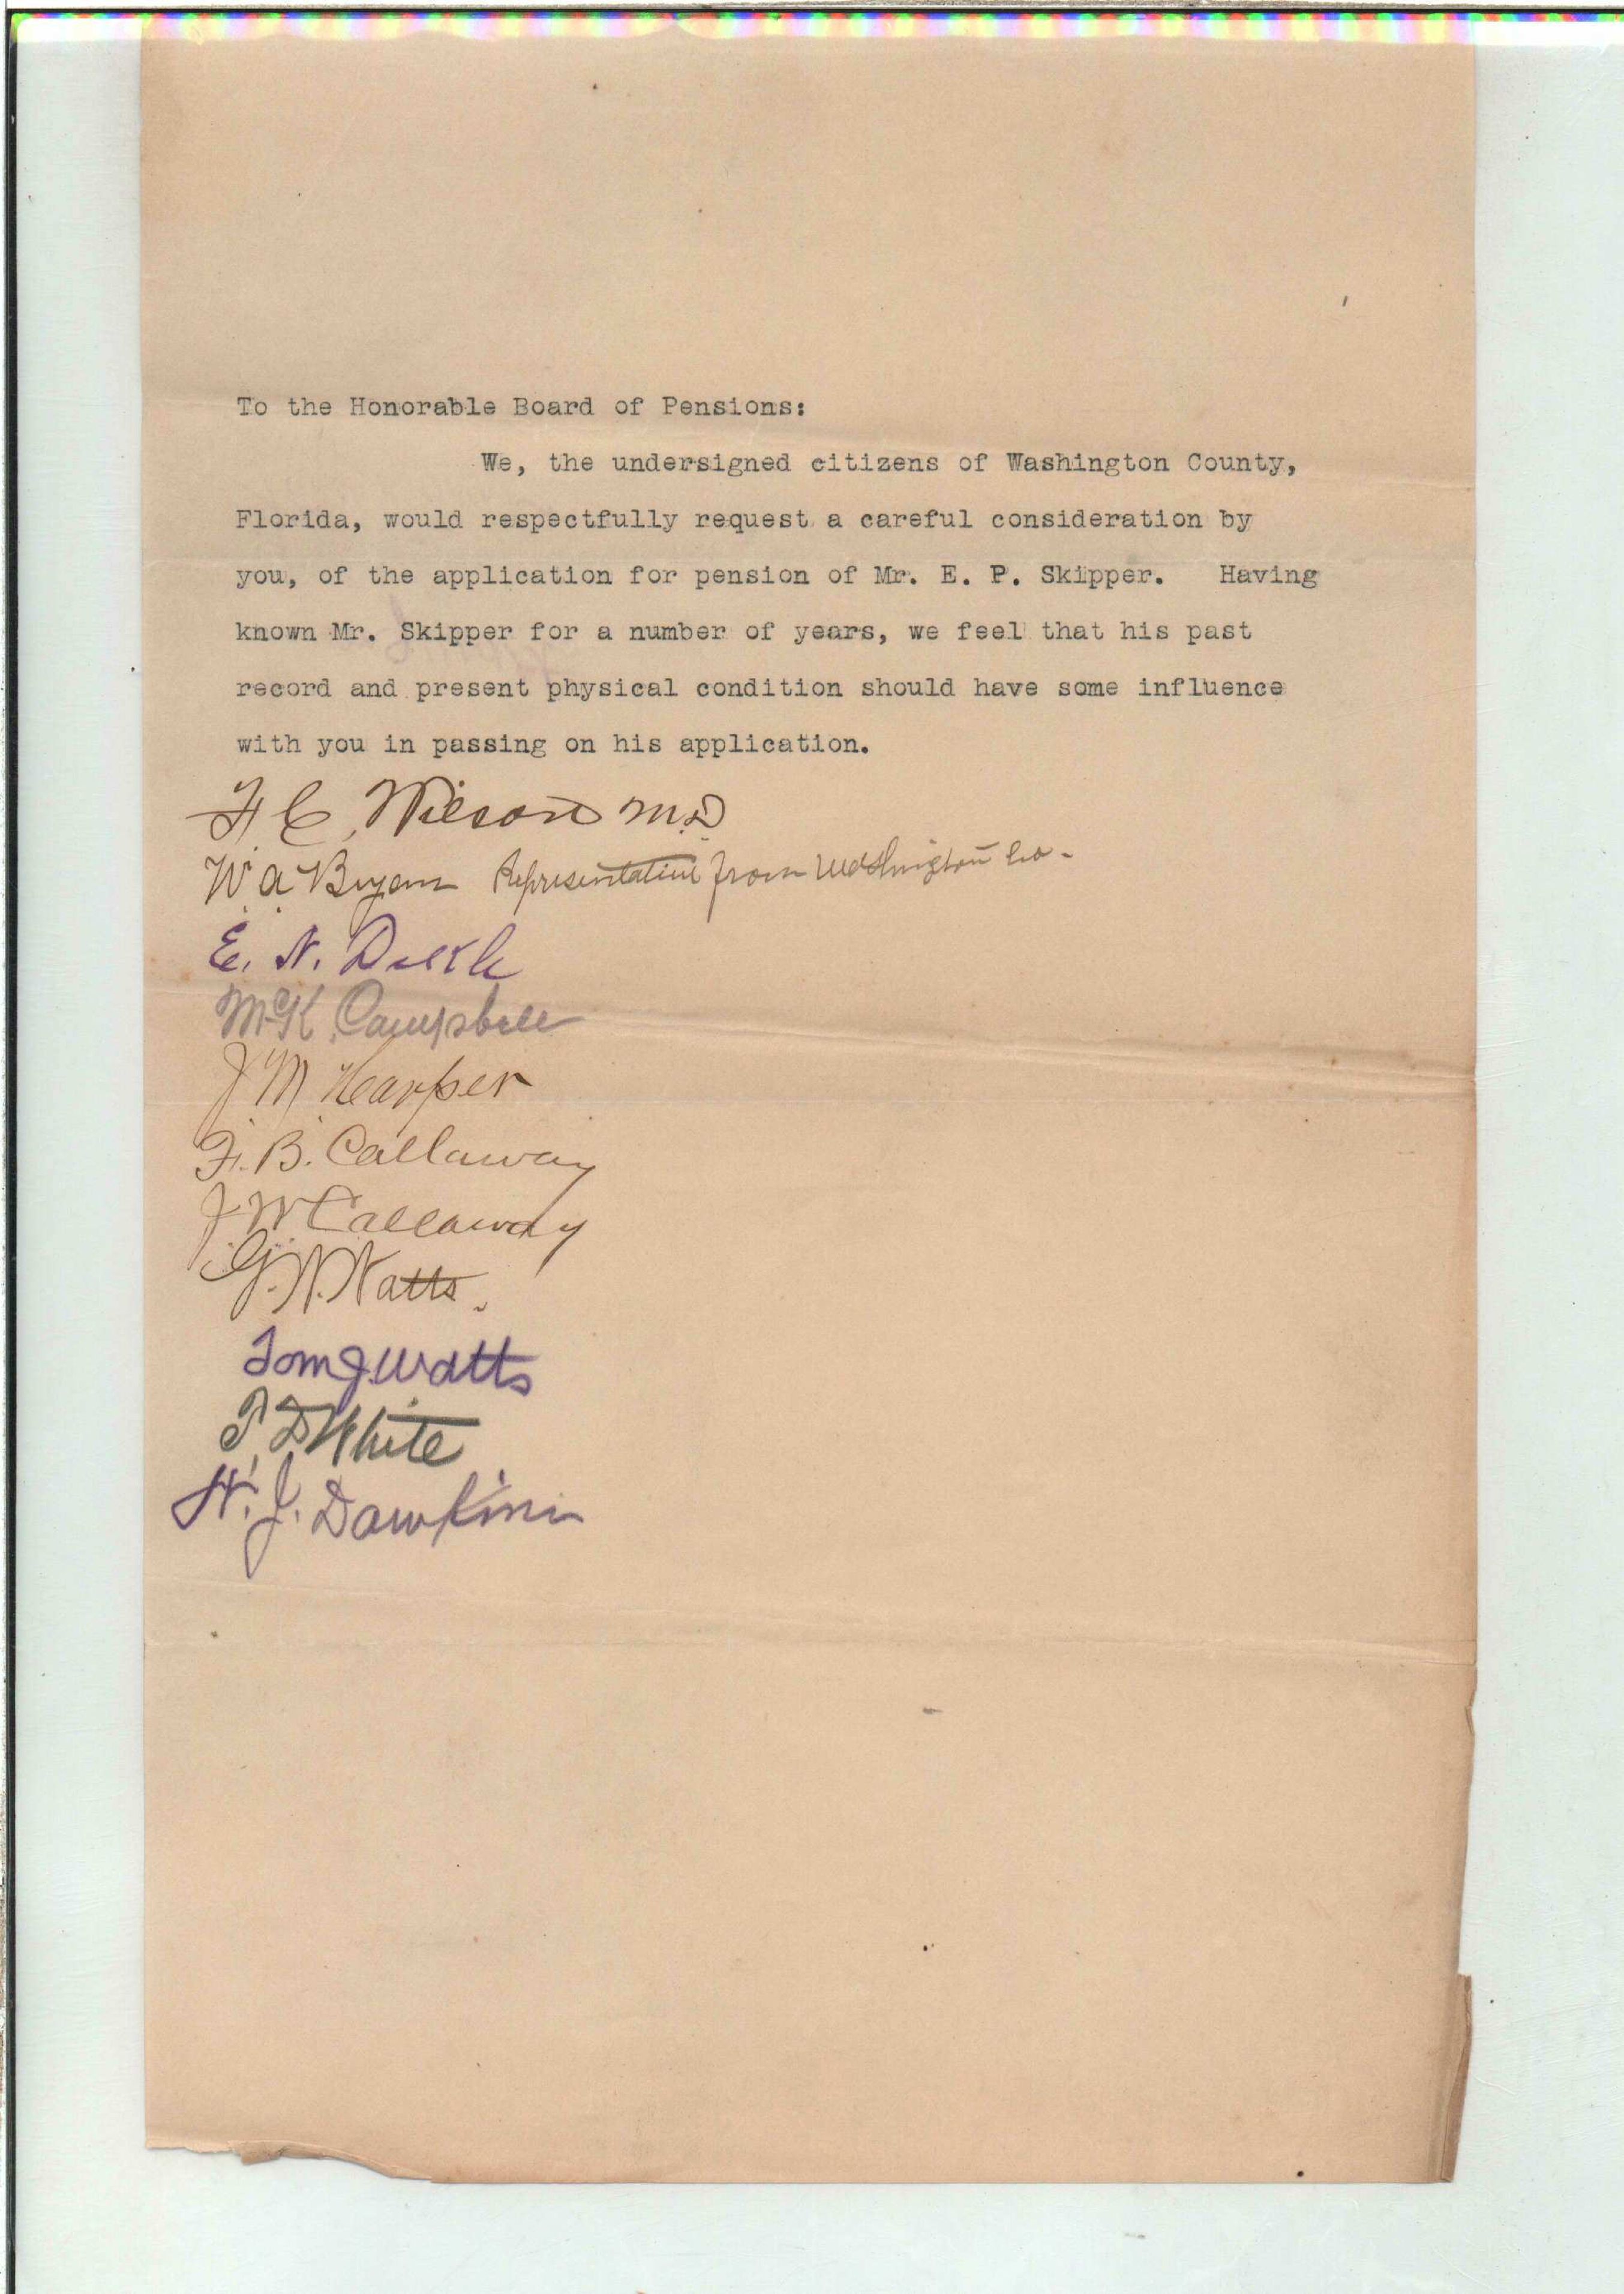 To the Honorable Board of Pensions:
We, the undersigned citizens of Washington County,
Florida, would respectfully request a careful consideration by
you, of the application for pension of Mr. E. P. Skipper. Having
known Mr. Skipper for a number of years, we feel that his past
record and present physical condition should have some influence
with you in passing on his application.
Wilson M.D
W. A. Bryan Representative from Washington Co-
E. N. Dekle
McK Campbell
J M Harper
F. B. Callaway
J W Callaway
G. W. Watts.
Tom J. Watts
T. D White
J. Dawkins